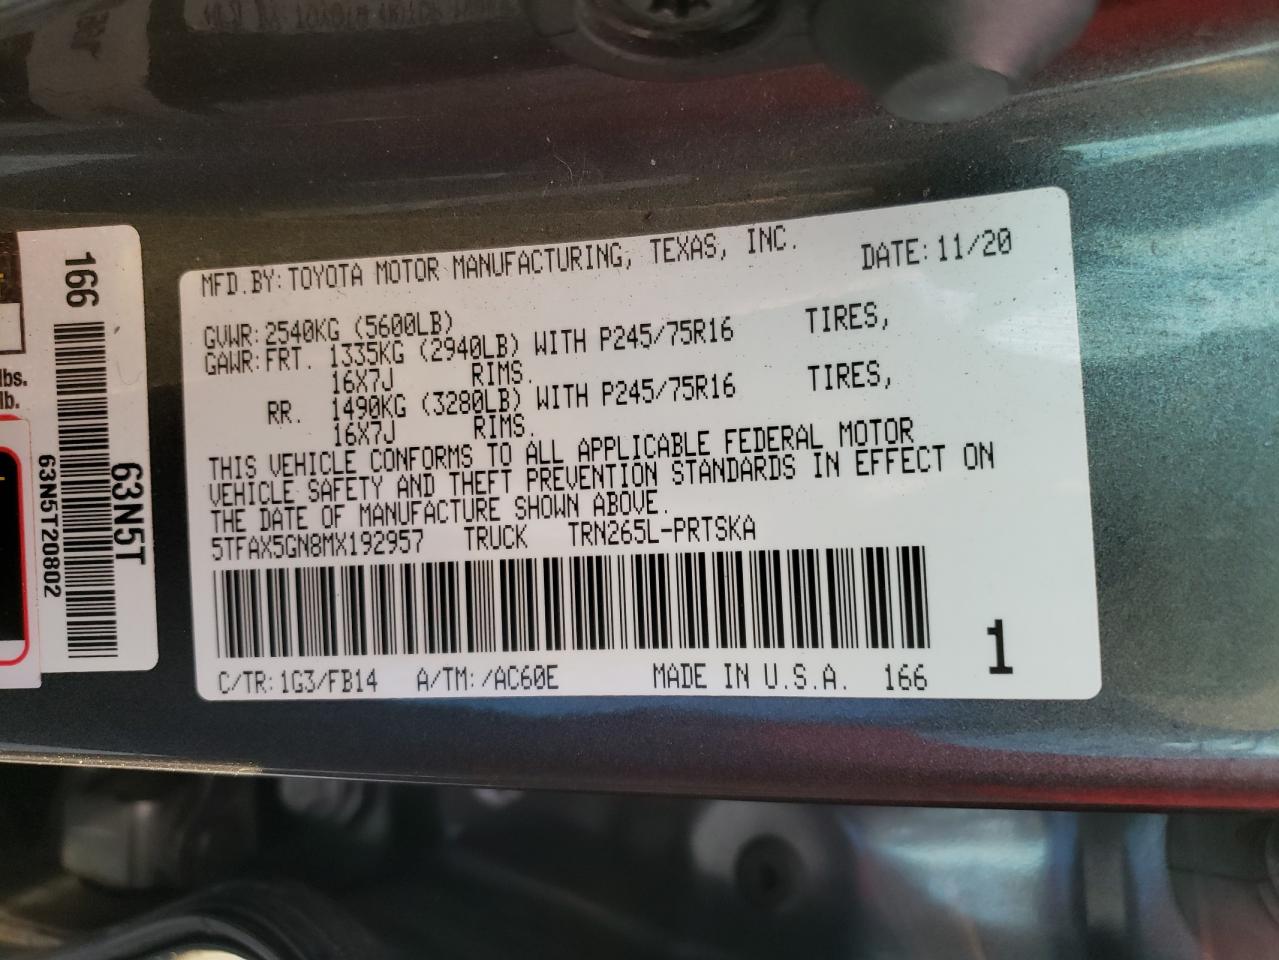 MFD.BY:TOYOTA MOTOR MANUFACTURING, TEXAS, INC. DATE:11/20
GVWR:2540KG (5600LB)
GAWR:FRT. 1335KG (2940LB) WITH P245/75R16 TIRES,
16X7J RIMS.
RR. 1490KG (3280LB) WITH P245/75R16 TIRES,
16X7J RIMS.
THIS VEHICLE CONFORMS TO ALL APPLICABLE FEDERAL MOTOR
VEHICLE SAFETY AND THEFT PREVENTION STANDARDS IN EFFECT ON
THE DATE OF MANUFACTURE SHOWN ABOVE.
5TFAX5GN8MX192957 TRUCK TRN265L-PRTSKA
C/TR:1G3/FB14 A/TM:/AC60E MADE IN U.S.A. 166
1
166
63N5T
63N5T20802
lbs.
lb.